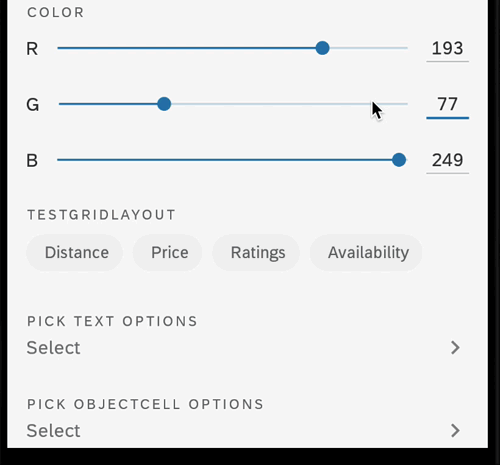 COLOR
R 193
G 77
B 249
TESTGRIDLAYOUT
Distance Price Ratings Availability
PICK TEXT OPTIONS
Select
PICK OBJECTCELL OPTIONS
Select